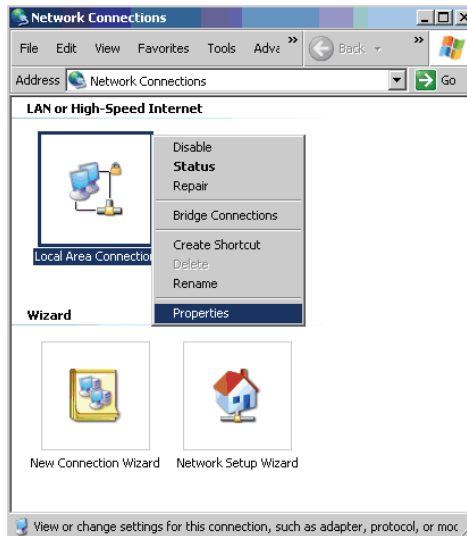 Network Connections
File Edit View Favorites Tools Adva » Back »
Address Network Connections Go
LAN or High-Speed Internet
Disable
Status
Repair
Bridge Connections
Create Shortcut
Delete
Rename
Properties
Local Area Connection
Wizard
New Connection Wizard Network Setup Wizard
View or change settings for this connection, such as adapter, protocol, or moc